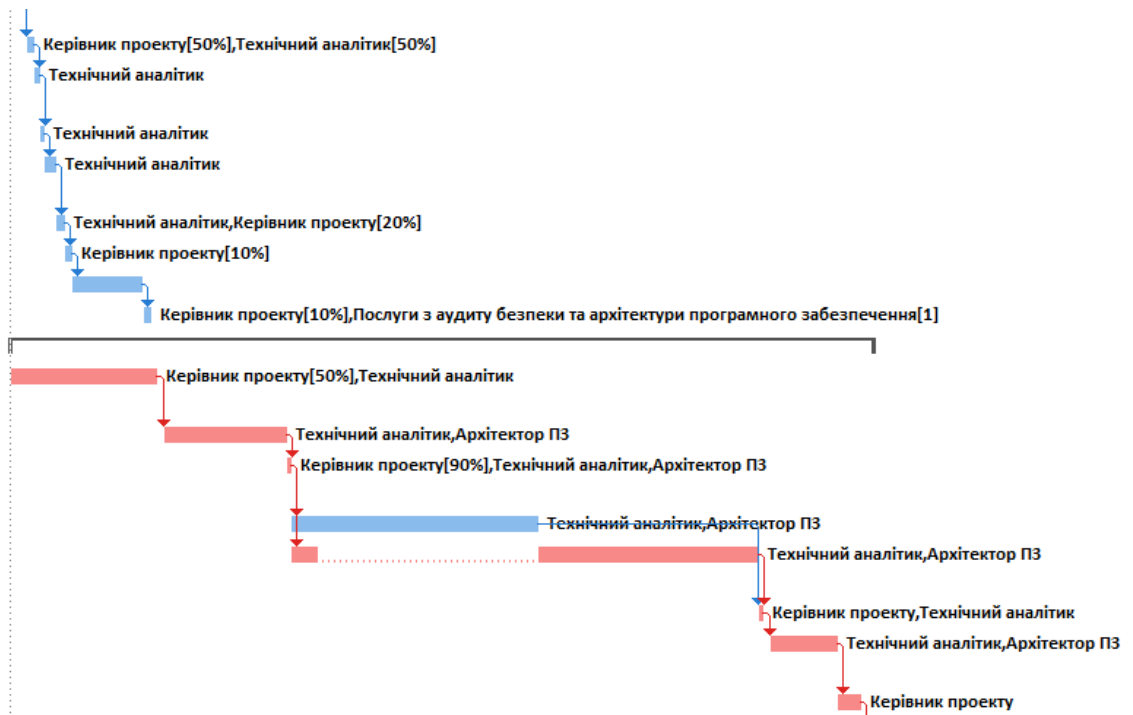 Керівник проекту[50%],Технічний аналітик[50%]
Технічний аналітик
Технічний аналітик
Технічний аналітик
Технічний аналітик,Керівник проекту[20%]
Керівник проекту[10%]
Керівник проекту[10%],Послуги з аудиту безпеки та архітектури програмного забезпечення[1]
Керівник проекту[50%],Технічний аналітик
Технічний аналітик,Архітектор ПЗ
Керівник проекту[90%],Технічний аналітик,Архітектор ПЗ
Технічний аналітик,Архітектор ПЗ
Технічний аналітик,Архітектор ПЗ
Керівник проекту,Технічний аналітик
Технічний аналітик,Архітектор ПЗ
Керівник проекту